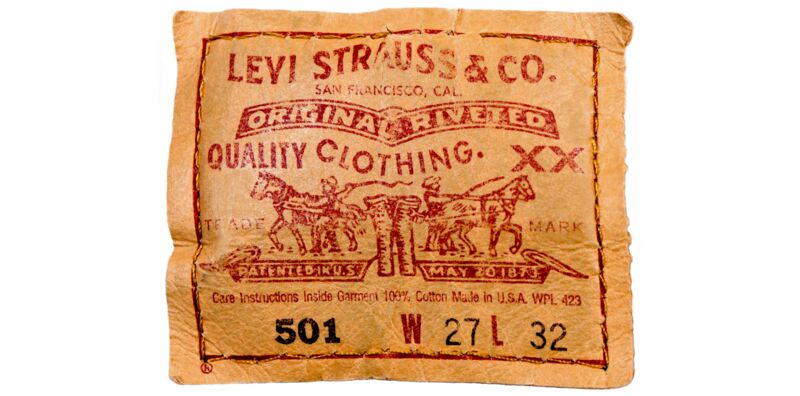 LEVI STRAUSS & CO.
SAN FRANCISCO, CAL.
ORIGINAL RIVETED
QUALITY CLOTHING. XX
TRADE MARK
PATENTED IN U.S. MAY 20 1873
Care Instructions Inside Garment 100% Cotton Made in U.S.A. WPL 423
501 W 27 L 32
®